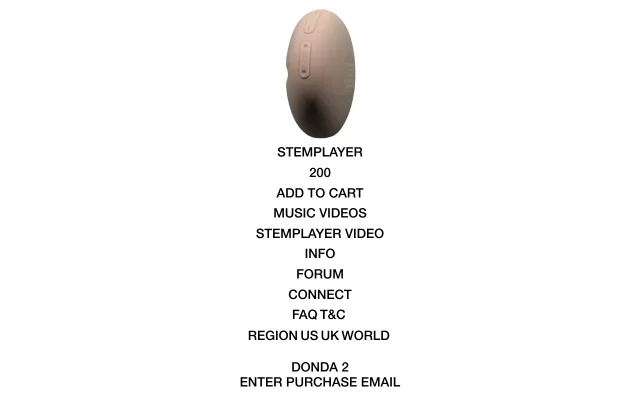 STEMPLAYER
200
ADD TO CART
MUSIC VIDEOS
STEMPLAYER VIDEO
INFO
FORUM
CONNECT
FAQ T&C
REGION US UK WORLD
DONDA 2
ENTER PURCHASE EMAIL